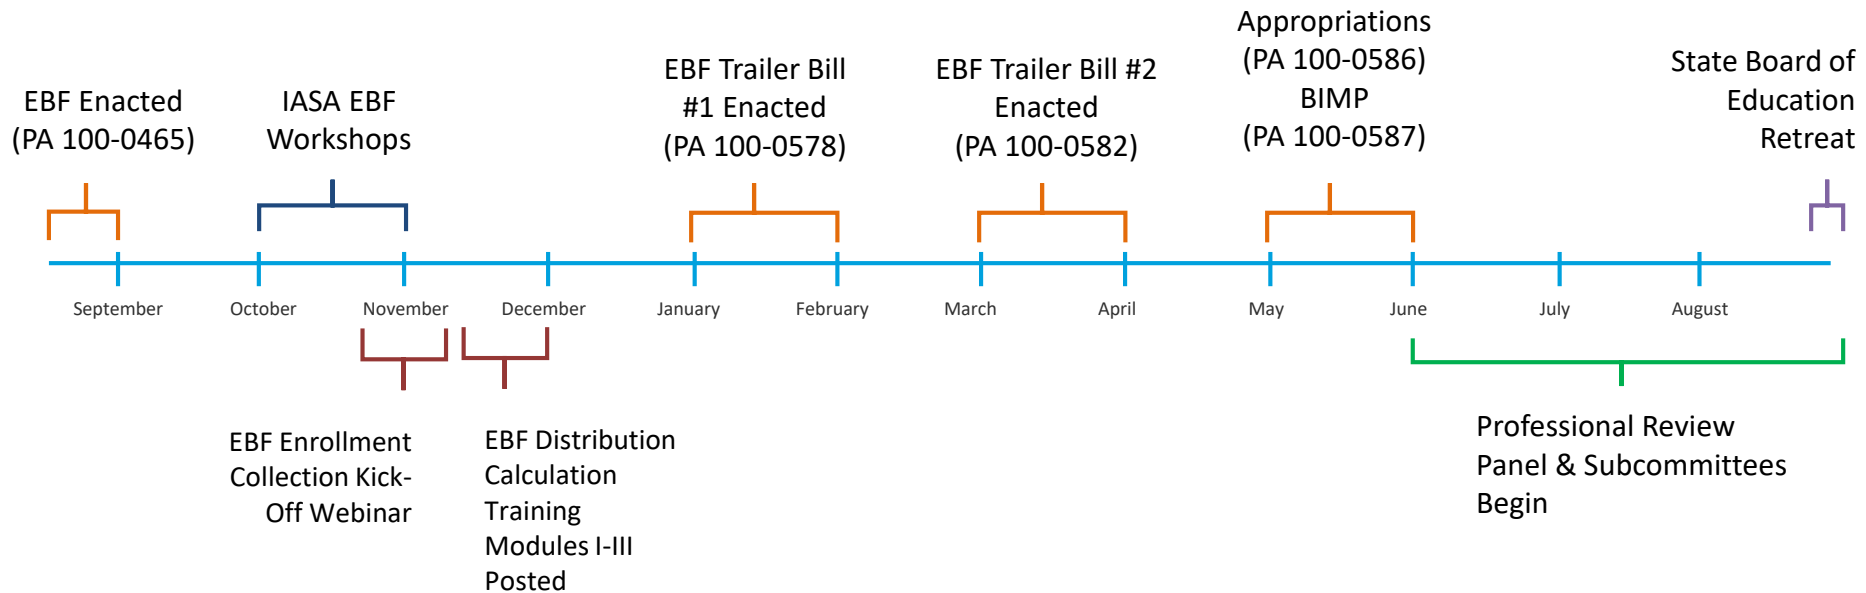 EBF Enacted
(PA 100-0465)
IASA EBF
Workshops
EBF Trailer Bill
#1 Enacted
(PA 100-0578)
EBF Trailer Bill #2
Enacted
(PA 100-0582)
Appropriations
(PA 100-0586)
BIMP
(PA 100-0587)
State Board of
Education
Retreat
September
October
November
December
January
February
March
April
May
June
July
August
EBF Enrollment
Collection Kick-
Off Webinar
EBF Distribution
Calculation
Training
Modules I-III
Posted
Professional Review
Panel & Subcommittees
Begin